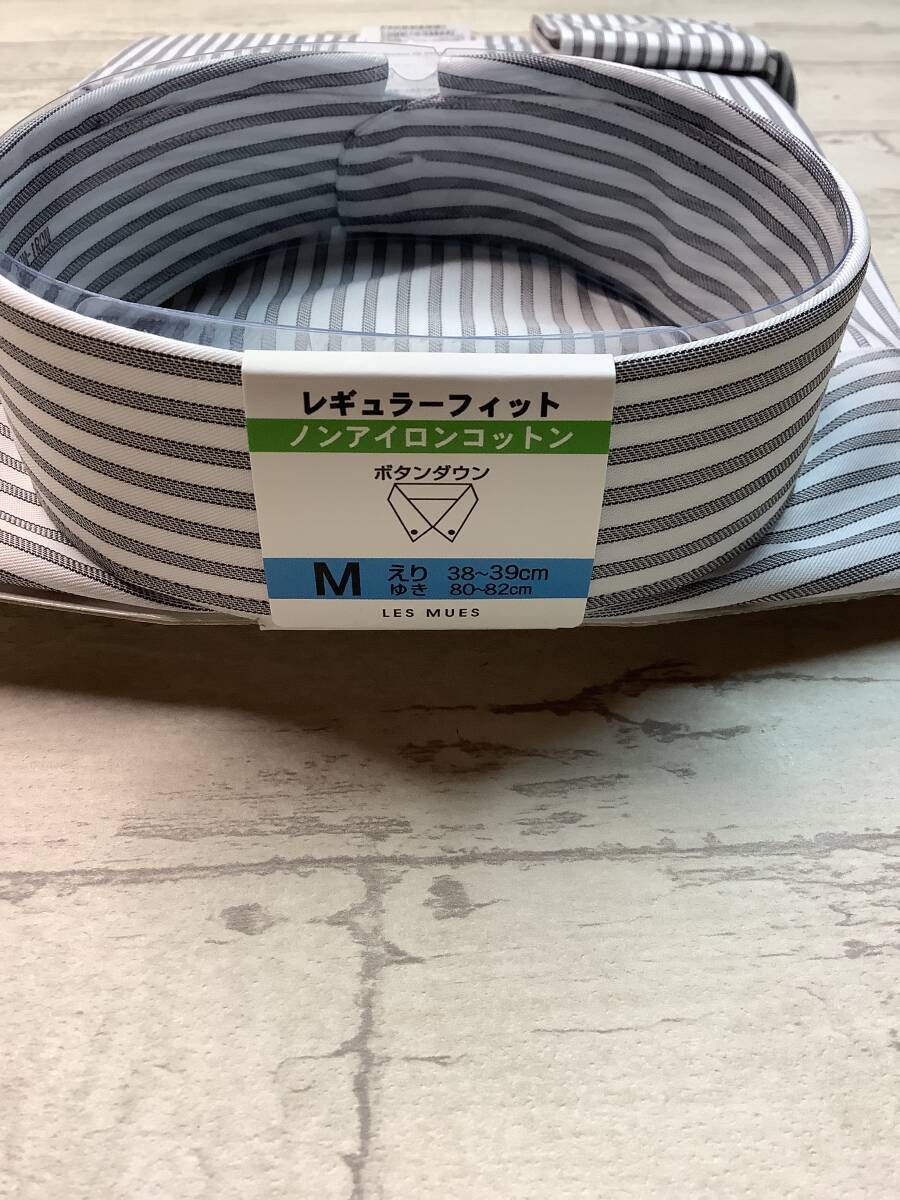 レギュラーフィット
ノンアイロンコットン
ボタンダウン
M えり 38~39cm
ゆき 80~82cm
LES MUES